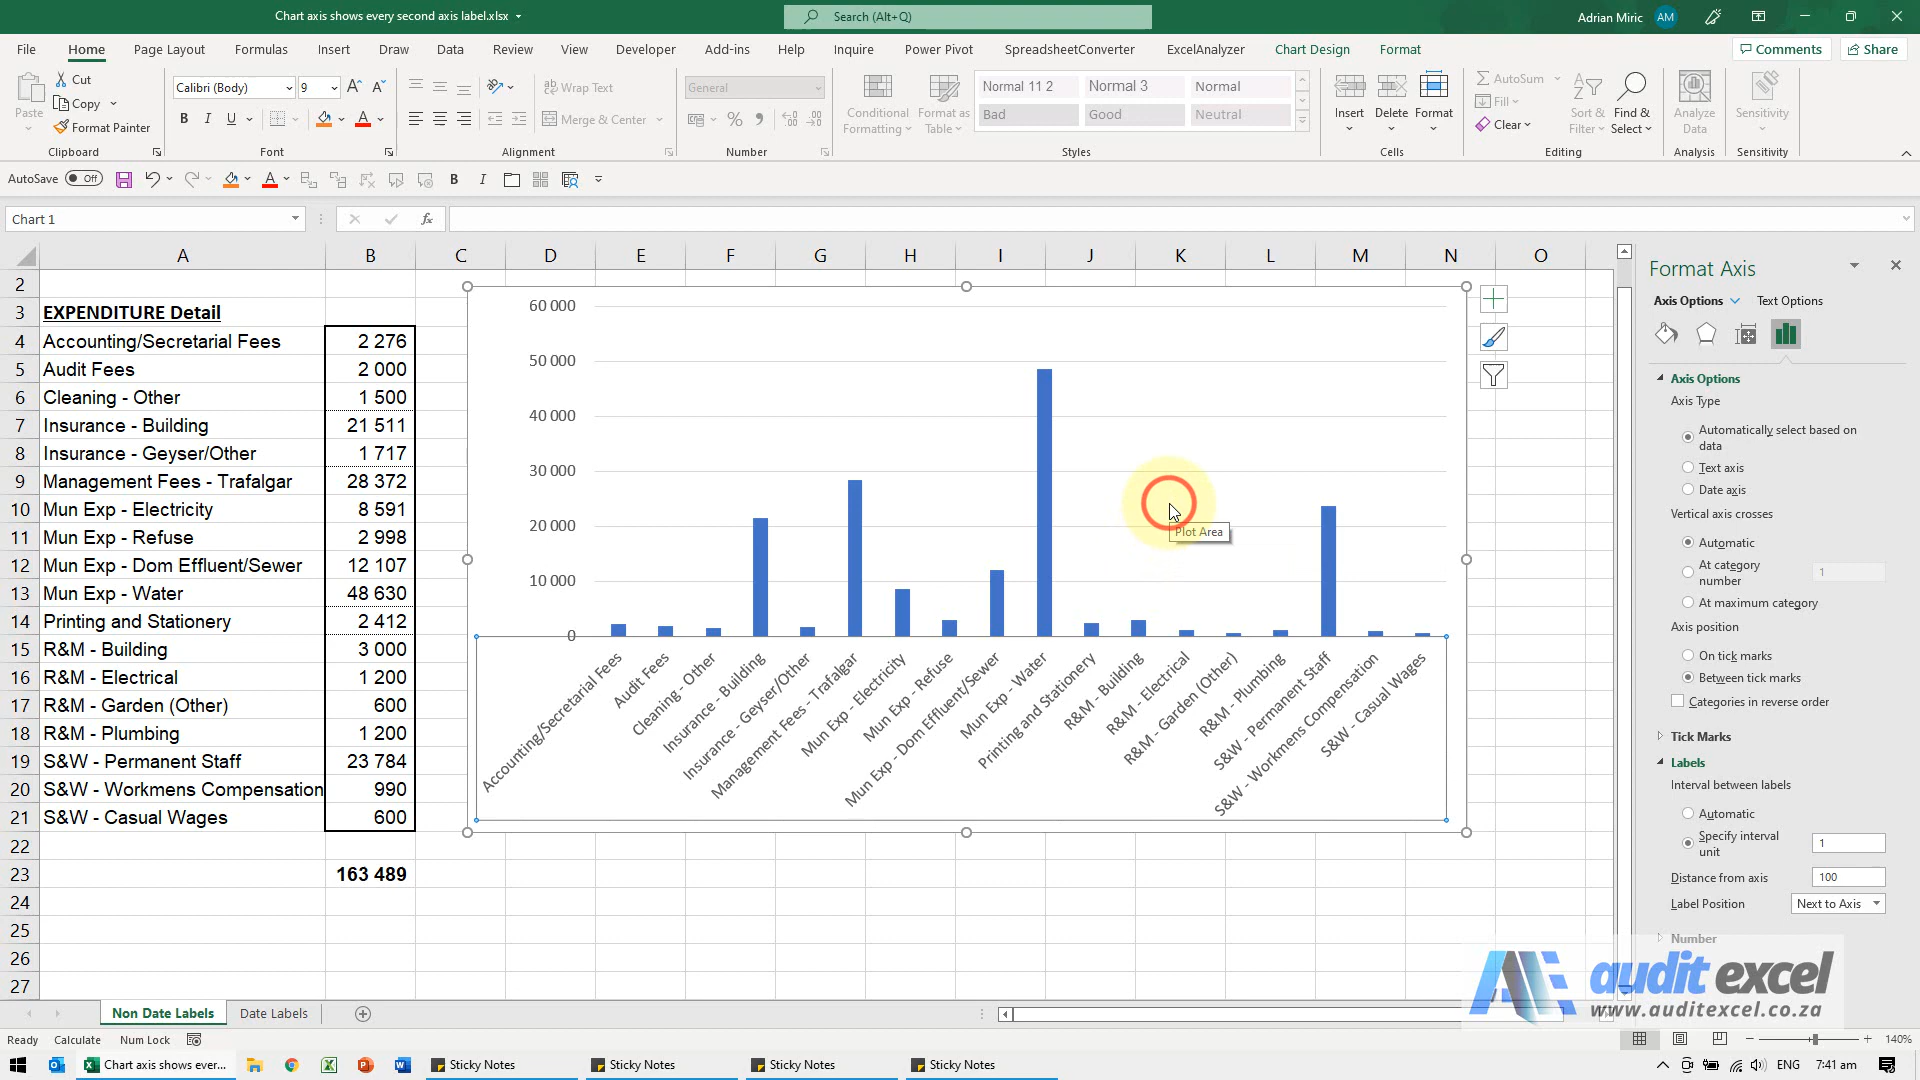 Chart axis shows every second axis label.xlsx
Search (Alt+Q)
Adrian Miric AM
File Home Page Layout Formulas Insert Draw Data Review View Developer Add-ins Help Inquire Power Pivot SpreadsheetConverter ExcelAnalyzer Chart Design Format Comments Share
Paste
Cut
Copy
Format Painter
Clipboard
Calibri (Body) 9
B I U
Font
Wrap Text
Merge & Center
Alignment
General
Number
Conditional Formatting
Format as Table
Normal 11 2 Normal 3 Normal
Bad Good Neutral
Styles
Insert Delete Format
Cells
AutoSum
Fill
Clear
Sort & Filter
Find & Select
Editing
Analyze Data
Analysis
Sensitivity
Sensitivity
AutoSave Off
B I
Chart 1
fx
A B C D E F G H I J K L M N O
2
3 EXPENDITURE Detail
4 Accounting/Secretarial Fees 2 276
5 Audit Fees 2 000
6 Cleaning - Other 1 500
7 Insurance - Building 21 511
8 Insurance - Geyser/Other 1 717
9 Management Fees - Trafalgar 28 372
10 Mun Exp - Electricity 8 591
11 Mun Exp - Refuse 2 998
12 Mun Exp - Dom Effluent/Sewer 12 107
13 Mun Exp - Water 48 630
14 Printing and Stationery 2 412
15 R&M - Building 3 000
16 R&M - Electrical 1 200
17 R&M - Garden (Other) 600
18 R&M - Plumbing 1 200
19 S&W - Permanent Staff 23 784
20 S&W - Workmens Compensation 990
21 S&W - Casual Wages 600
22
23 163 489
24
25
26
27
60 000
50 000
40 000
30 000
20 000
10 000
0
Plot Area
Accounting/Secretarial Fees
Audit Fees
Cleaning - Other
Insurance - Building
Insurance - Geyser/Other
Management Fees - Trafalgar
Mun Exp - Electricity
Mun Exp - Refuse
Mun Exp - Dom Effluent/Sewer
Mun Exp - Water
Printing and Stationery
R&M - Building
R&M - Electrical
R&M - Garden (Other)
R&M - Plumbing
S&W - Permanent Staff
S&W - Workmens Compensation
S&W - Casual Wages
Format Axis
Axis Options Text Options
Axis Options
Axis Type
Automatically select based on
data
Text axis
Date axis
Vertical axis crosses
Automatic
At category
number 1
At maximum category
Axis position
On tick marks
Between tick marks
Categories in reverse order
Tick Marks
Labels
Interval between labels
Automatic
Specify interval
unit 1
Distance from axis 100
Label Position Next to Axis
Number
audit excel
www.auditexcel.co.za
Non Date Labels Date Labels
Ready Calculate Num Lock
140%
Chart axis shows ever...
Sticky Notes
Sticky Notes
Sticky Notes
Sticky Notes
ENG 7:41 am